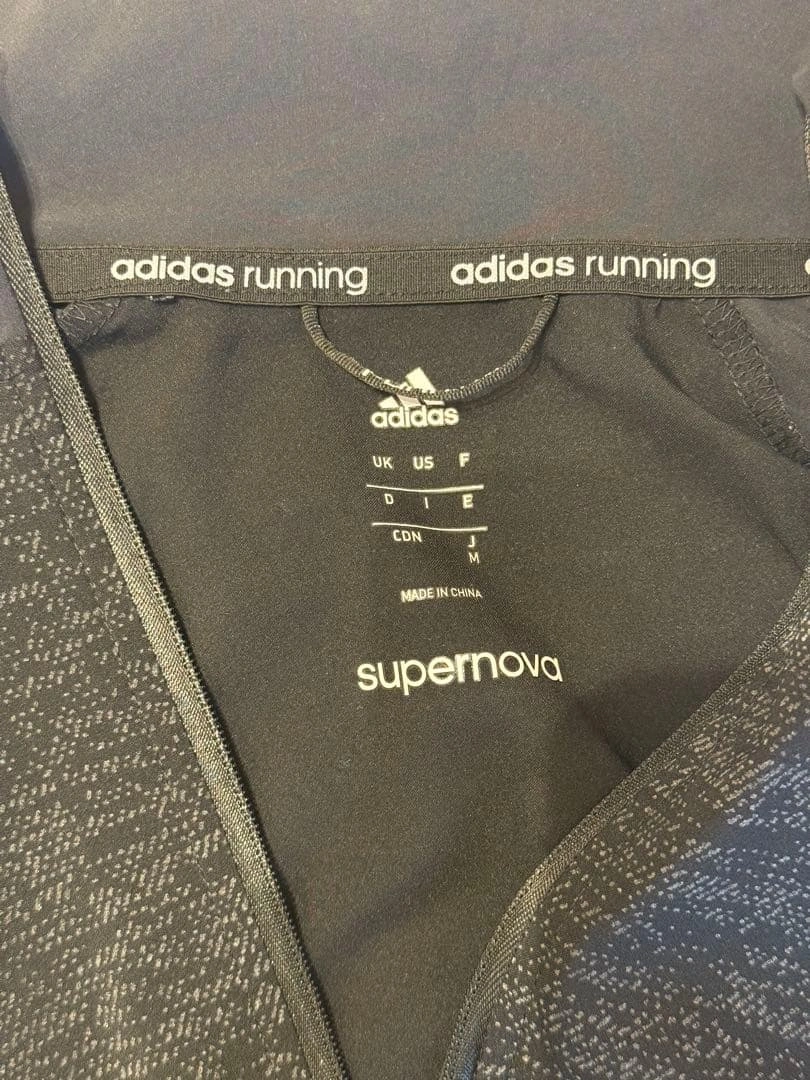 adidas running adidas running
adidas
UK US F
D I E
CDN J
M
MADE IN CHINA
supernova